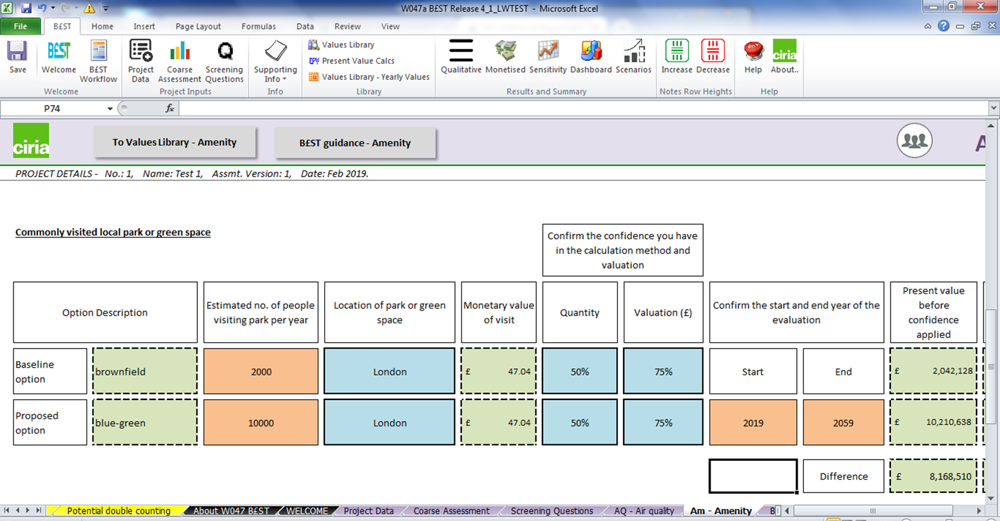 W047a B£ST Release 4_1_LWTEST - Microsoft Excel
File B£ST Home Insert Page Layout Formulas Data Review View
Save
B£ST
Welcome
B£ST
Workflow
Welcome
Project
Data
Coarse
Assessment
Q
Screening
Questions
Project Inputs
Supporting
Info
Info
Values Library
£PV Present Value Calcs
Values Library - Yearly Values
Library
Qualitative
Monetised
Sensitivity
Dashboard
Scenarios
Results and Summary
Increase
Decrease
Notes Row Heights
Help
ciria
About..
Help
P74
fx
ciria
To Values Library - Amenity
B£ST guidance - Amenity
A
PROJECT DETAILS - No.: 1, Name: Test 1, Assmt. Version: 1, Date: Feb 2019.
Commonly visited local park or green space
Confirm the confidence you have
in the calculation method and
valuation
Option Description
Estimated no. of people
visiting park per year
Location of park or green
space
Monetary value
of visit
Quantity
Valuation (£)
Confirm the start and end year of the
evaluation
Present value
before
confidence
applied
Baseline
option
brownfield
2000
London
£ 47.04
50%
75%
Start
End
£ 2,042,128
Proposed
option
blue-green
10000
London
£ 47.04
50%
75%
2019
2059
£ 10,210,638
Difference
£ 8,168,510
Potential double counting About W047 B£ST WELCOME Project Data Coarse Assessment Screening Questions AQ - Air quality Am - Amenity B